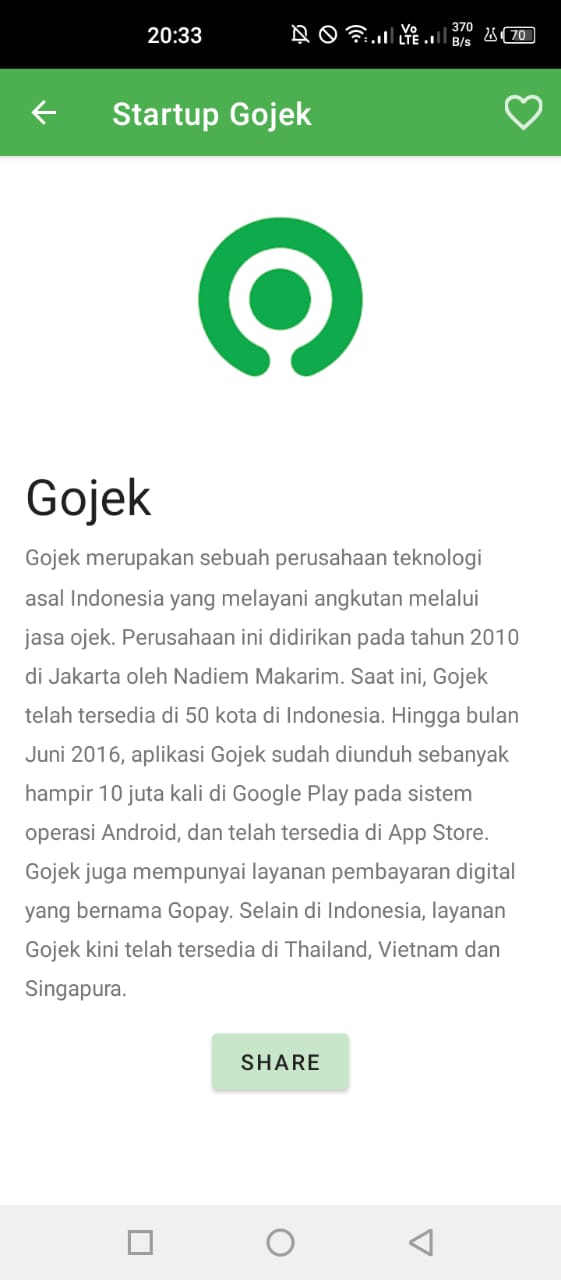 20:33
Vo
LTE
370
B/s
70
Startup Gojek
Gojek
Gojek merupakan sebuah perusahaan teknologi
asal Indonesia yang melayani angkutan melalui
jasa ojek. Perusahaan ini didirikan pada tahun 2010
di Jakarta oleh Nadiem Makarim. Saat ini, Gojek
telah tersedia di 50 kota di Indonesia. Hingga bulan
Juni 2016, aplikasi Gojek sudah diunduh sebanyak
hampir 10 juta kali di Google Play pada sistem
operasi Android, dan telah tersedia di App Store.
Gojek juga mempunyai layanan pembayaran digital
yang bernama Gopay. Selain di Indonesia, layanan
Gojek kini telah tersedia di Thailand, Vietnam dan
Singapura.
SHARE